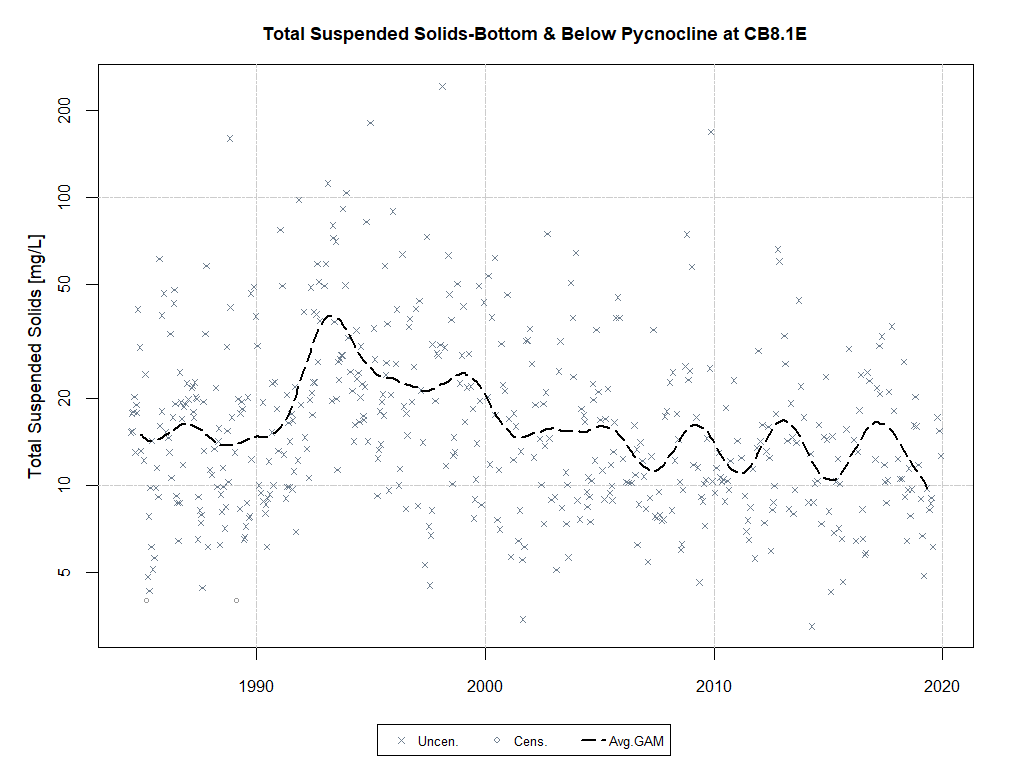 Total Suspended Solids-Bottom & Below Pycnocline at CB8.1E
Total Suspended Solids [mg/L]
200
100
50
20
10
5
1990
2000
2010
2020
Uncen.
Cens.
Avg.GAM